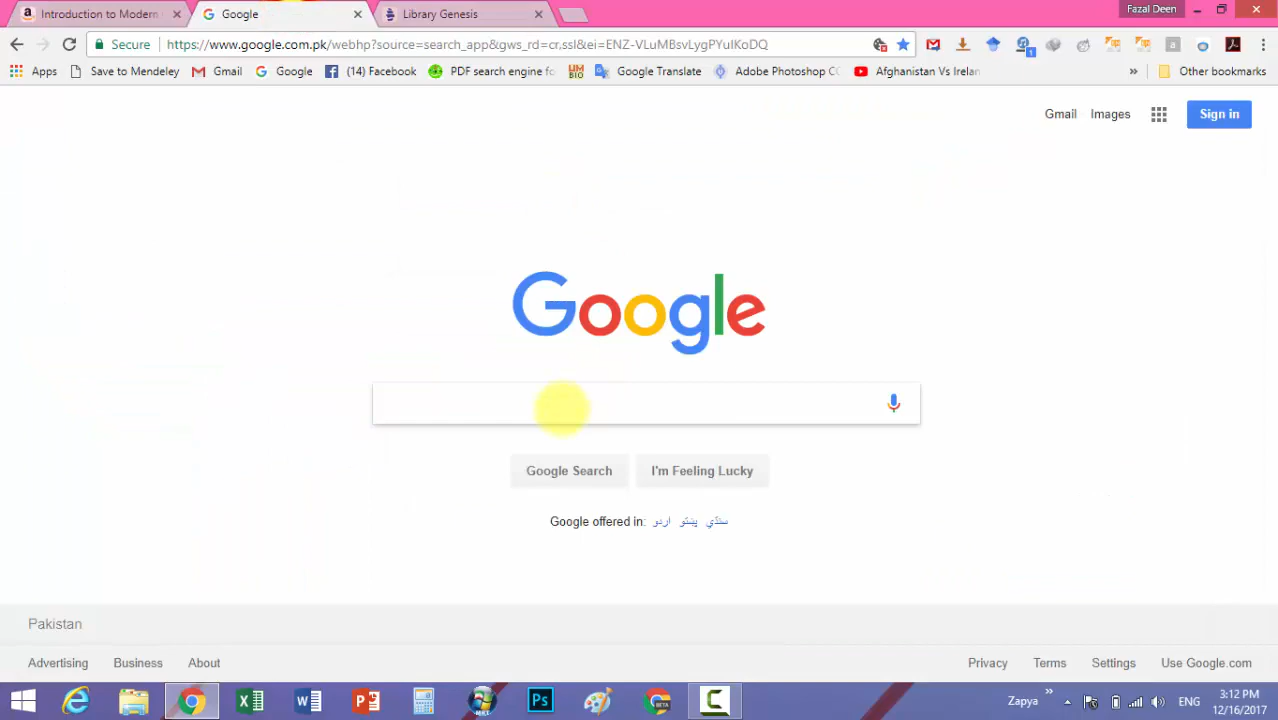 Introduction to Modern
Google
Library Genesis
Fazal Deen
Secure
https://www.google.com.pk/webhp?source=search_app&gws_rd=cr,ssl&ei=ENZ-VLuMBsvLygPYuIKoDQ
Apps
Save to Mendeley
Gmail
Google
(14) Facebook
PDF search engine fo
Google Translate
Adobe Photoshop CC
Afghanistan Vs Irelan
»
Other bookmarks
Gmail
Images
Sign in
Google
Google Search
I'm Feeling Lucky
Google offered in: اردو پښتو سنڌي
Pakistan
Advertising
Business
About
Privacy
Terms
Settings
Use Google.com
Zapya
»
ENG
3:12 PM
12/16/2017